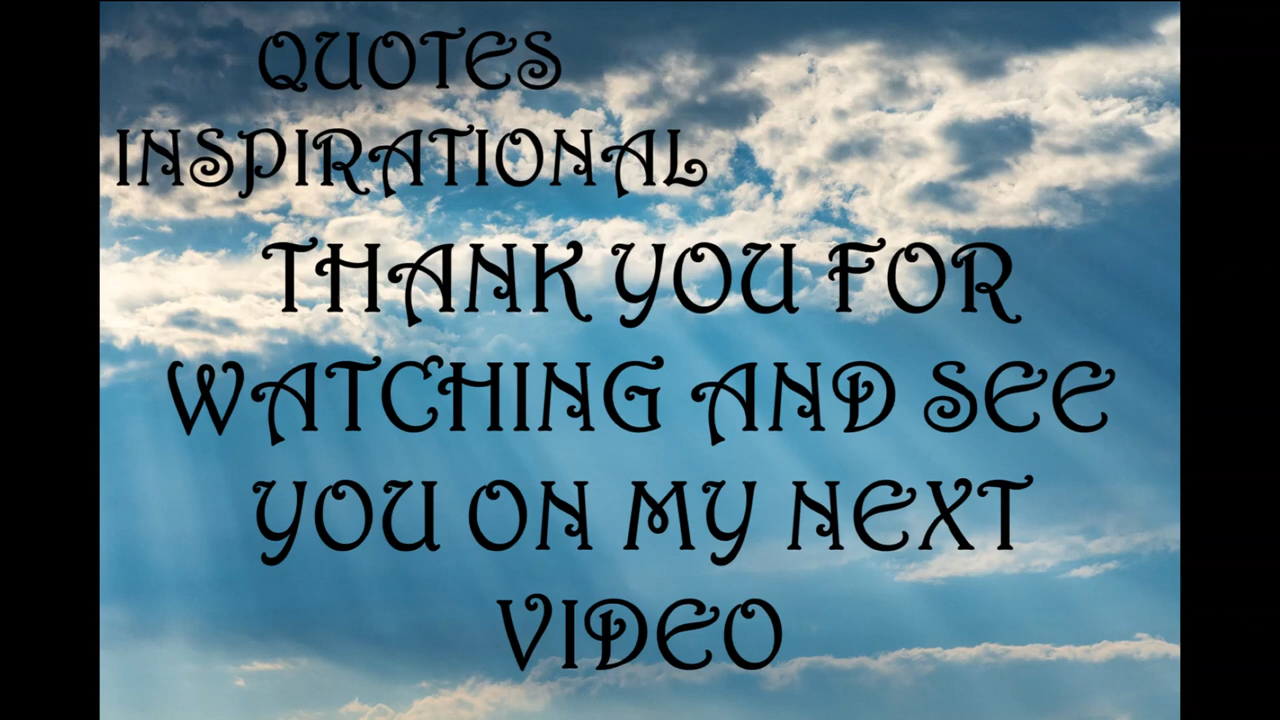 QUOTES
INSPIRATIONAL
THANK YOU FOR
WATCHING AND SEE
YOU ON MY NEXT
VIDEO